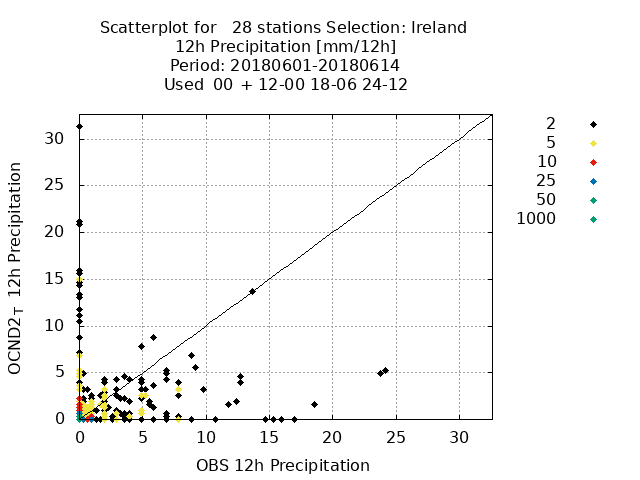 Scatterplot for 28 stations Selection: Ireland
12h Precipitation [mm/12h]
Period: 20180601-20180614
Used 00 + 12-00 18-06 24-12
OCND2T 12h Precipitation
30
25
20
15
10
5
0
0 5 10 15 20 25 30
OBS 12h Precipitation
2
5
10
25
50
1000